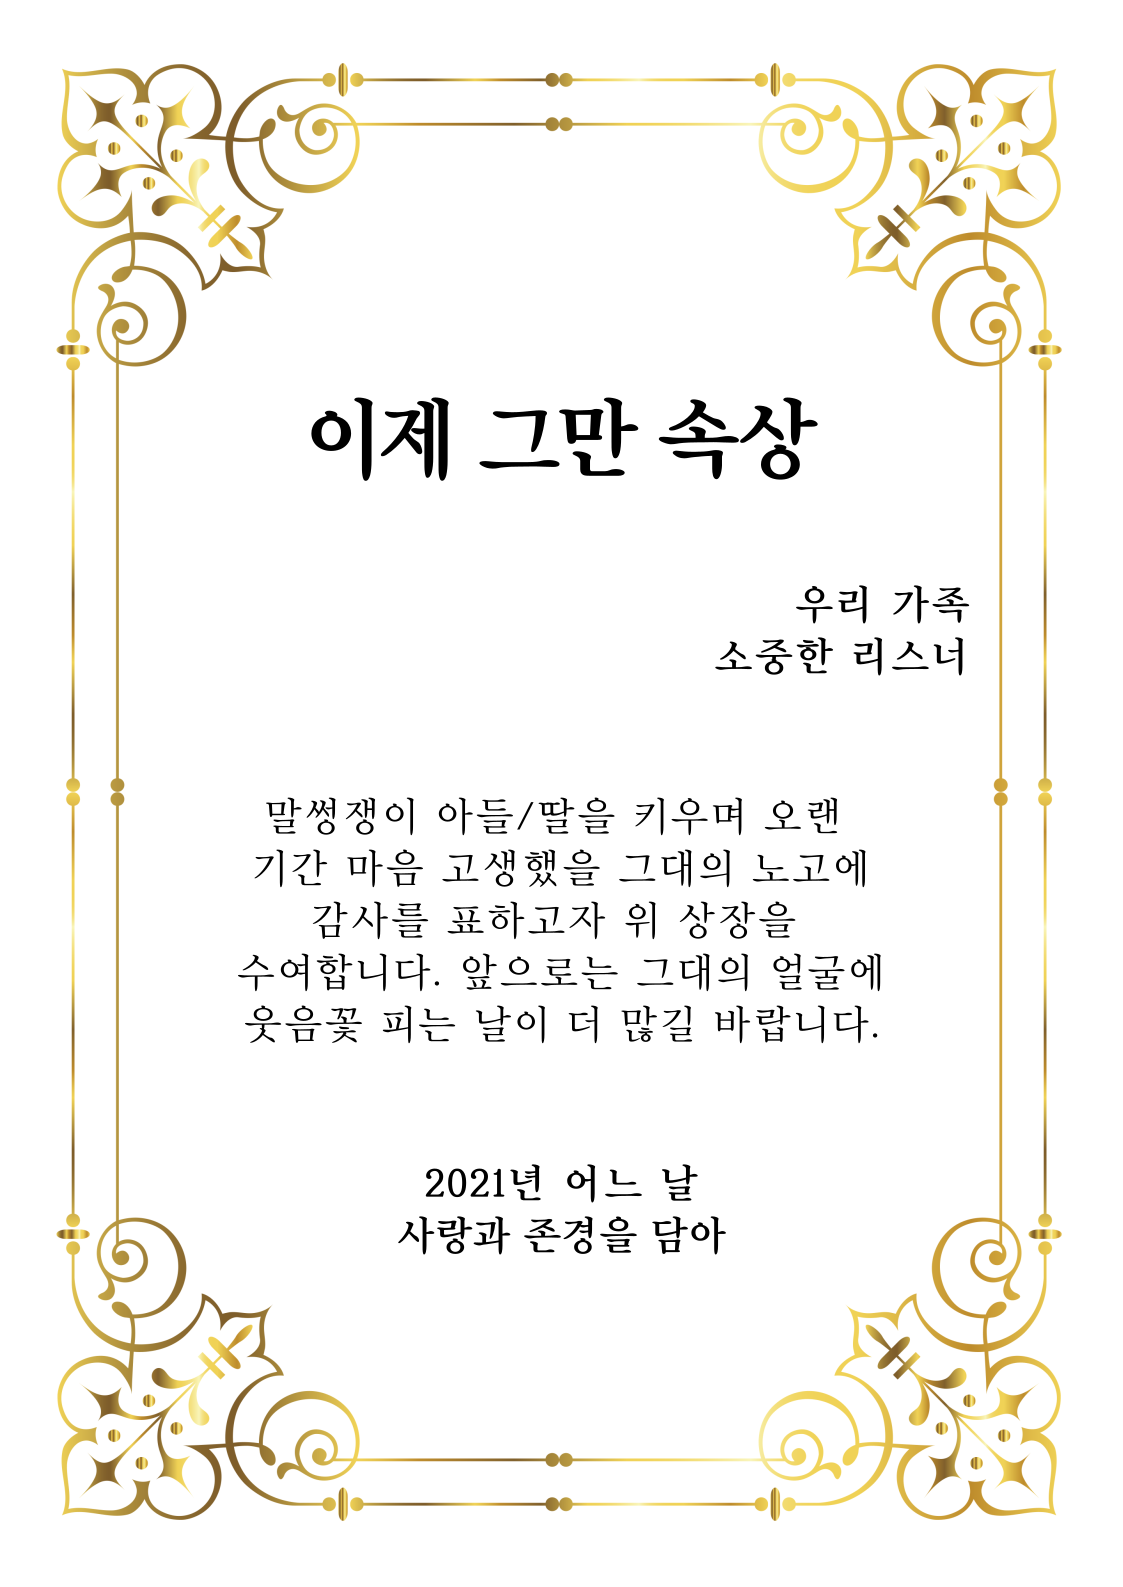 이제 그만 속상
우리 가족
소중한 리스너
말썽쟁이 아들/딸을 키우며 오랜
기간 마음 고생했을 그대의 노고에
감사를 표하고자 위 상장을
수여합니다. 앞으로는 그대의 얼굴에
웃음꽃 피는 날이 더 많길 바랍니다.
2021년 어느 날
사랑과 존경을 담아